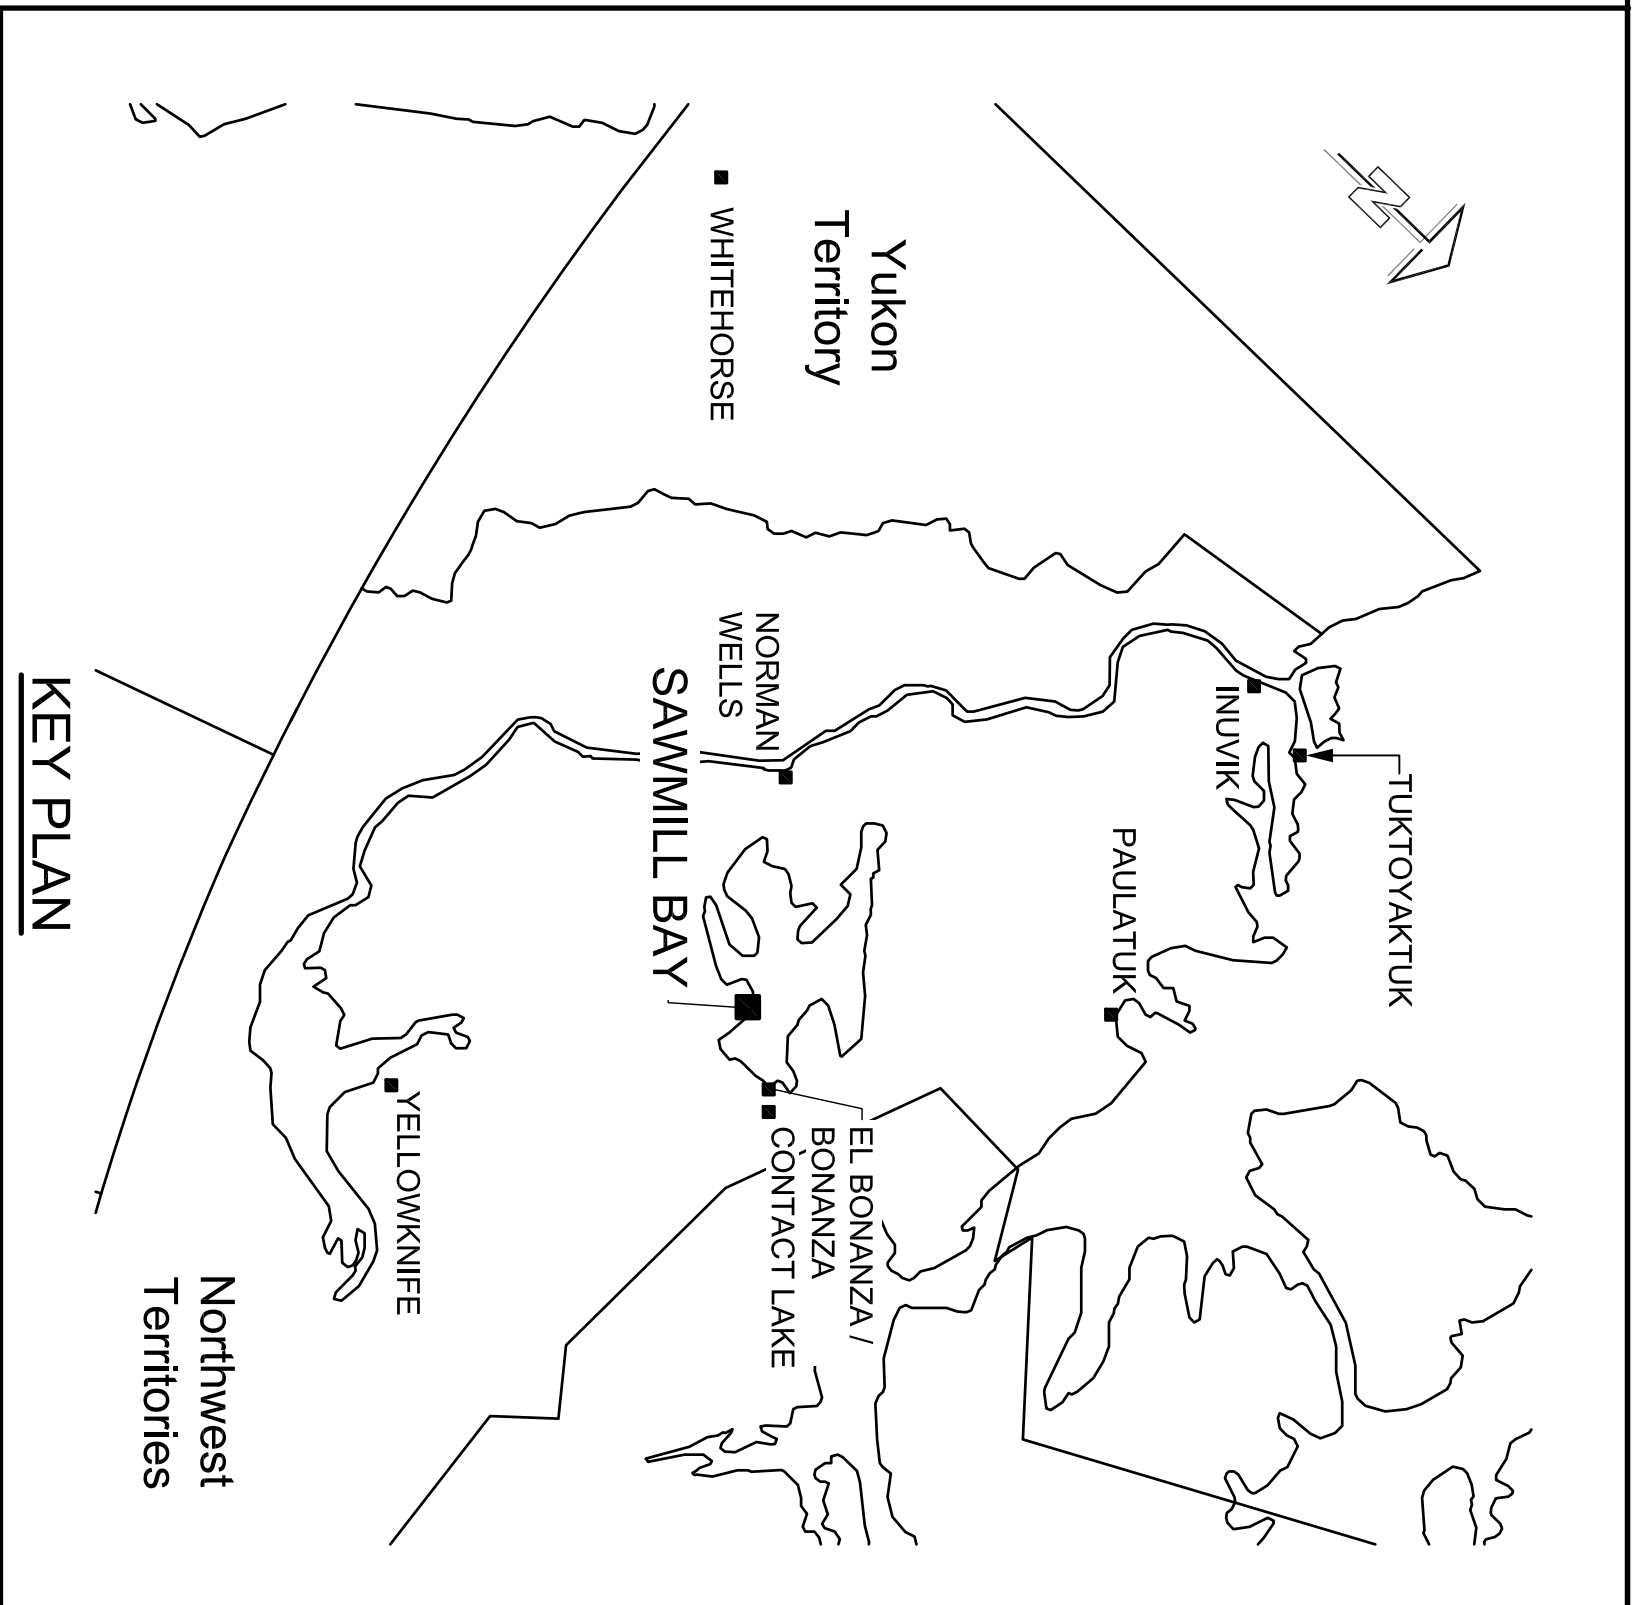 N
TUKTOYAKTUK
INUVIK
PAULATUK
Yukon
Territory
WHITEHORSE
NORMAN
WELLS
SAWMILL BAY
EL BONANZA /
BONANZA
CONTACT LAKE
YELLOWKNIFE
Northwest
Territories
KEY PLAN